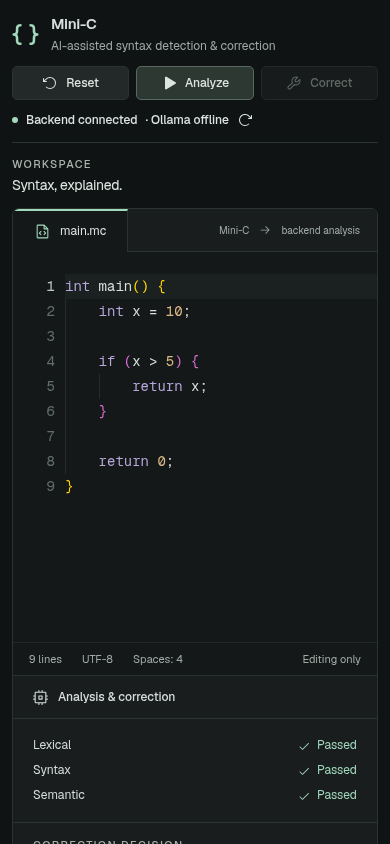 Mini-C
AI-assisted syntax detection & correction
Reset
Analyze
Correct
Backend connected · Ollama offline
WORKSPACE
Syntax, explained.
main.mc
Mini-C → backend analysis
1 int main() {
2     int x = 10;
3
4     if (x > 5) {
5         return x;
6     }
7
8     return 0;
9 }
9 lines UTF-8 Spaces: 4 Editing only
Analysis & correction
Lexical ✓ Passed
Syntax ✓ Passed
Semantic ✓ Passed
CORRECTION DECISION